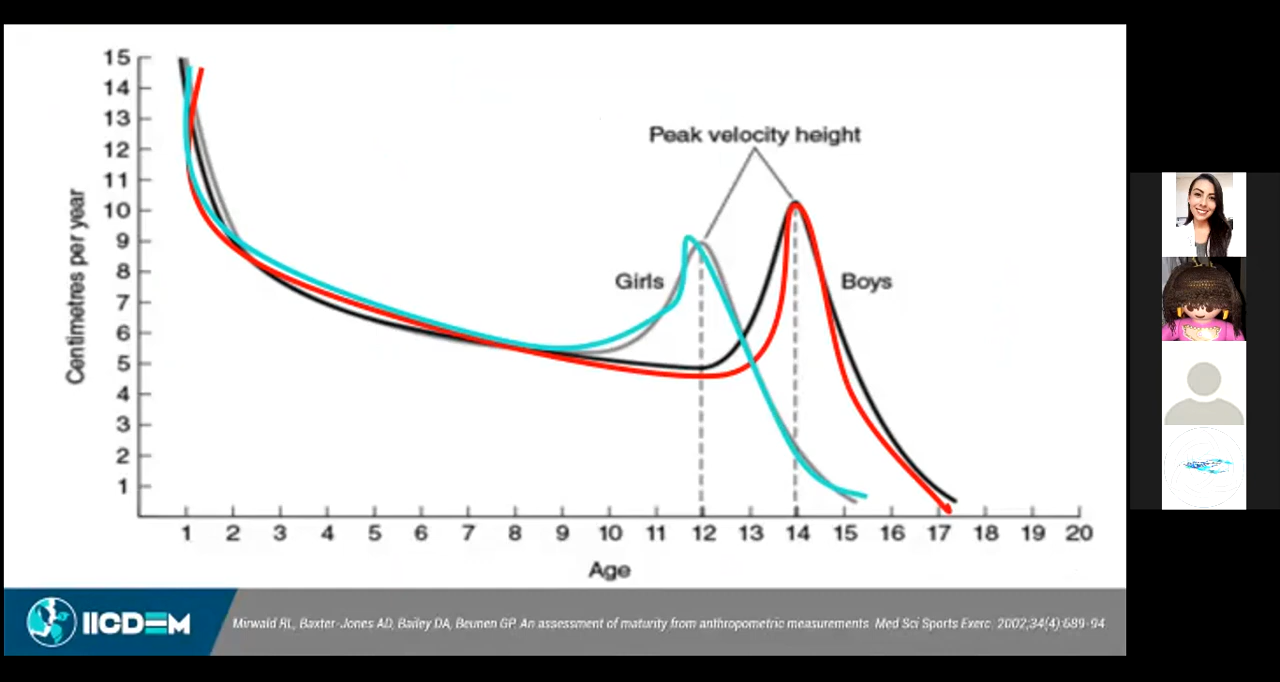 15
14
13
12
11
10
9
8
7
6
5
4
3
2
1
Centimetres per year
Peak velocity height
Girls
Boys
1 2 3 4 5 6 7 8 9 10 11 12 13 14 15 16 17 18 19 20
Age
IICDEM
Mirwald RL, Baxter-Jones AD, Bailey DA, Beunen GP. An assessment of maturity from anthropometric measurements. Med Sci Sports Exerc. 2002;34(4):689-94